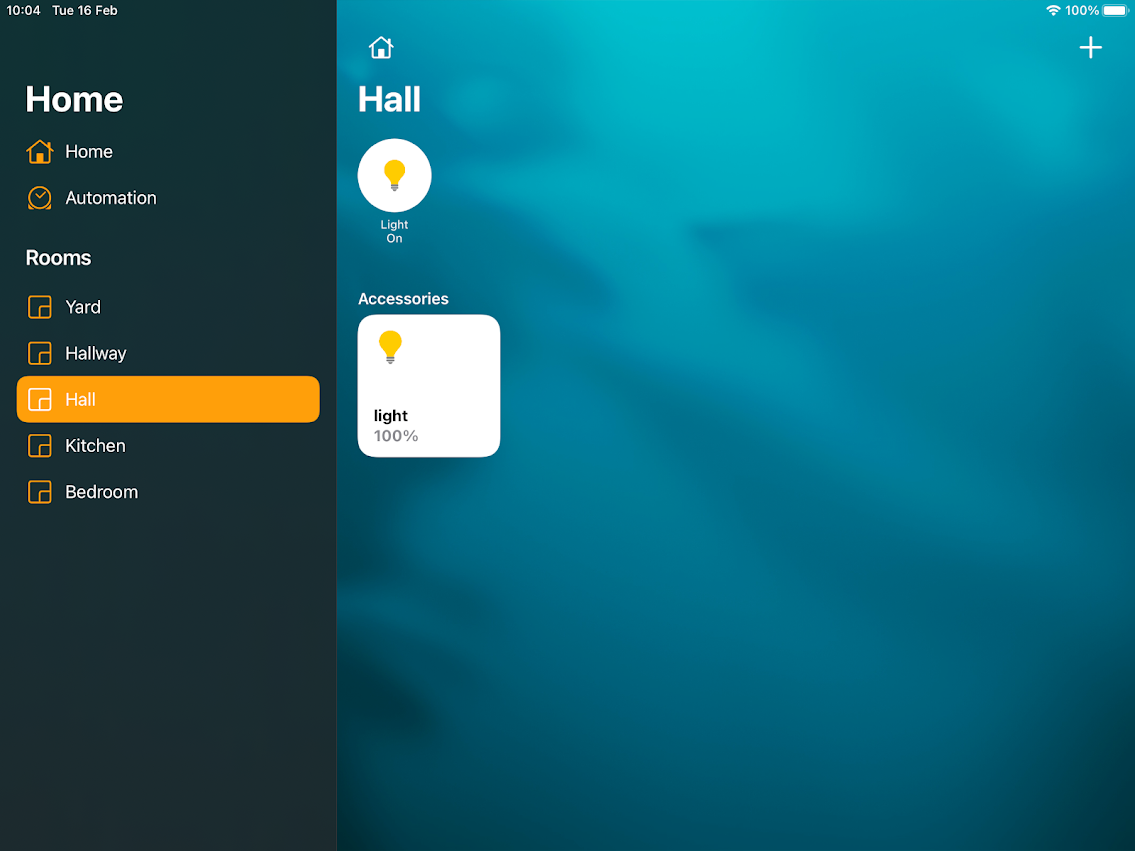 10:04 Tue 16 Feb
100%
Home
Home
Automation
Rooms
Yard
Hallway
Hall
Kitchen
Bedroom
Hall
Light
On
Accessories
light
100%